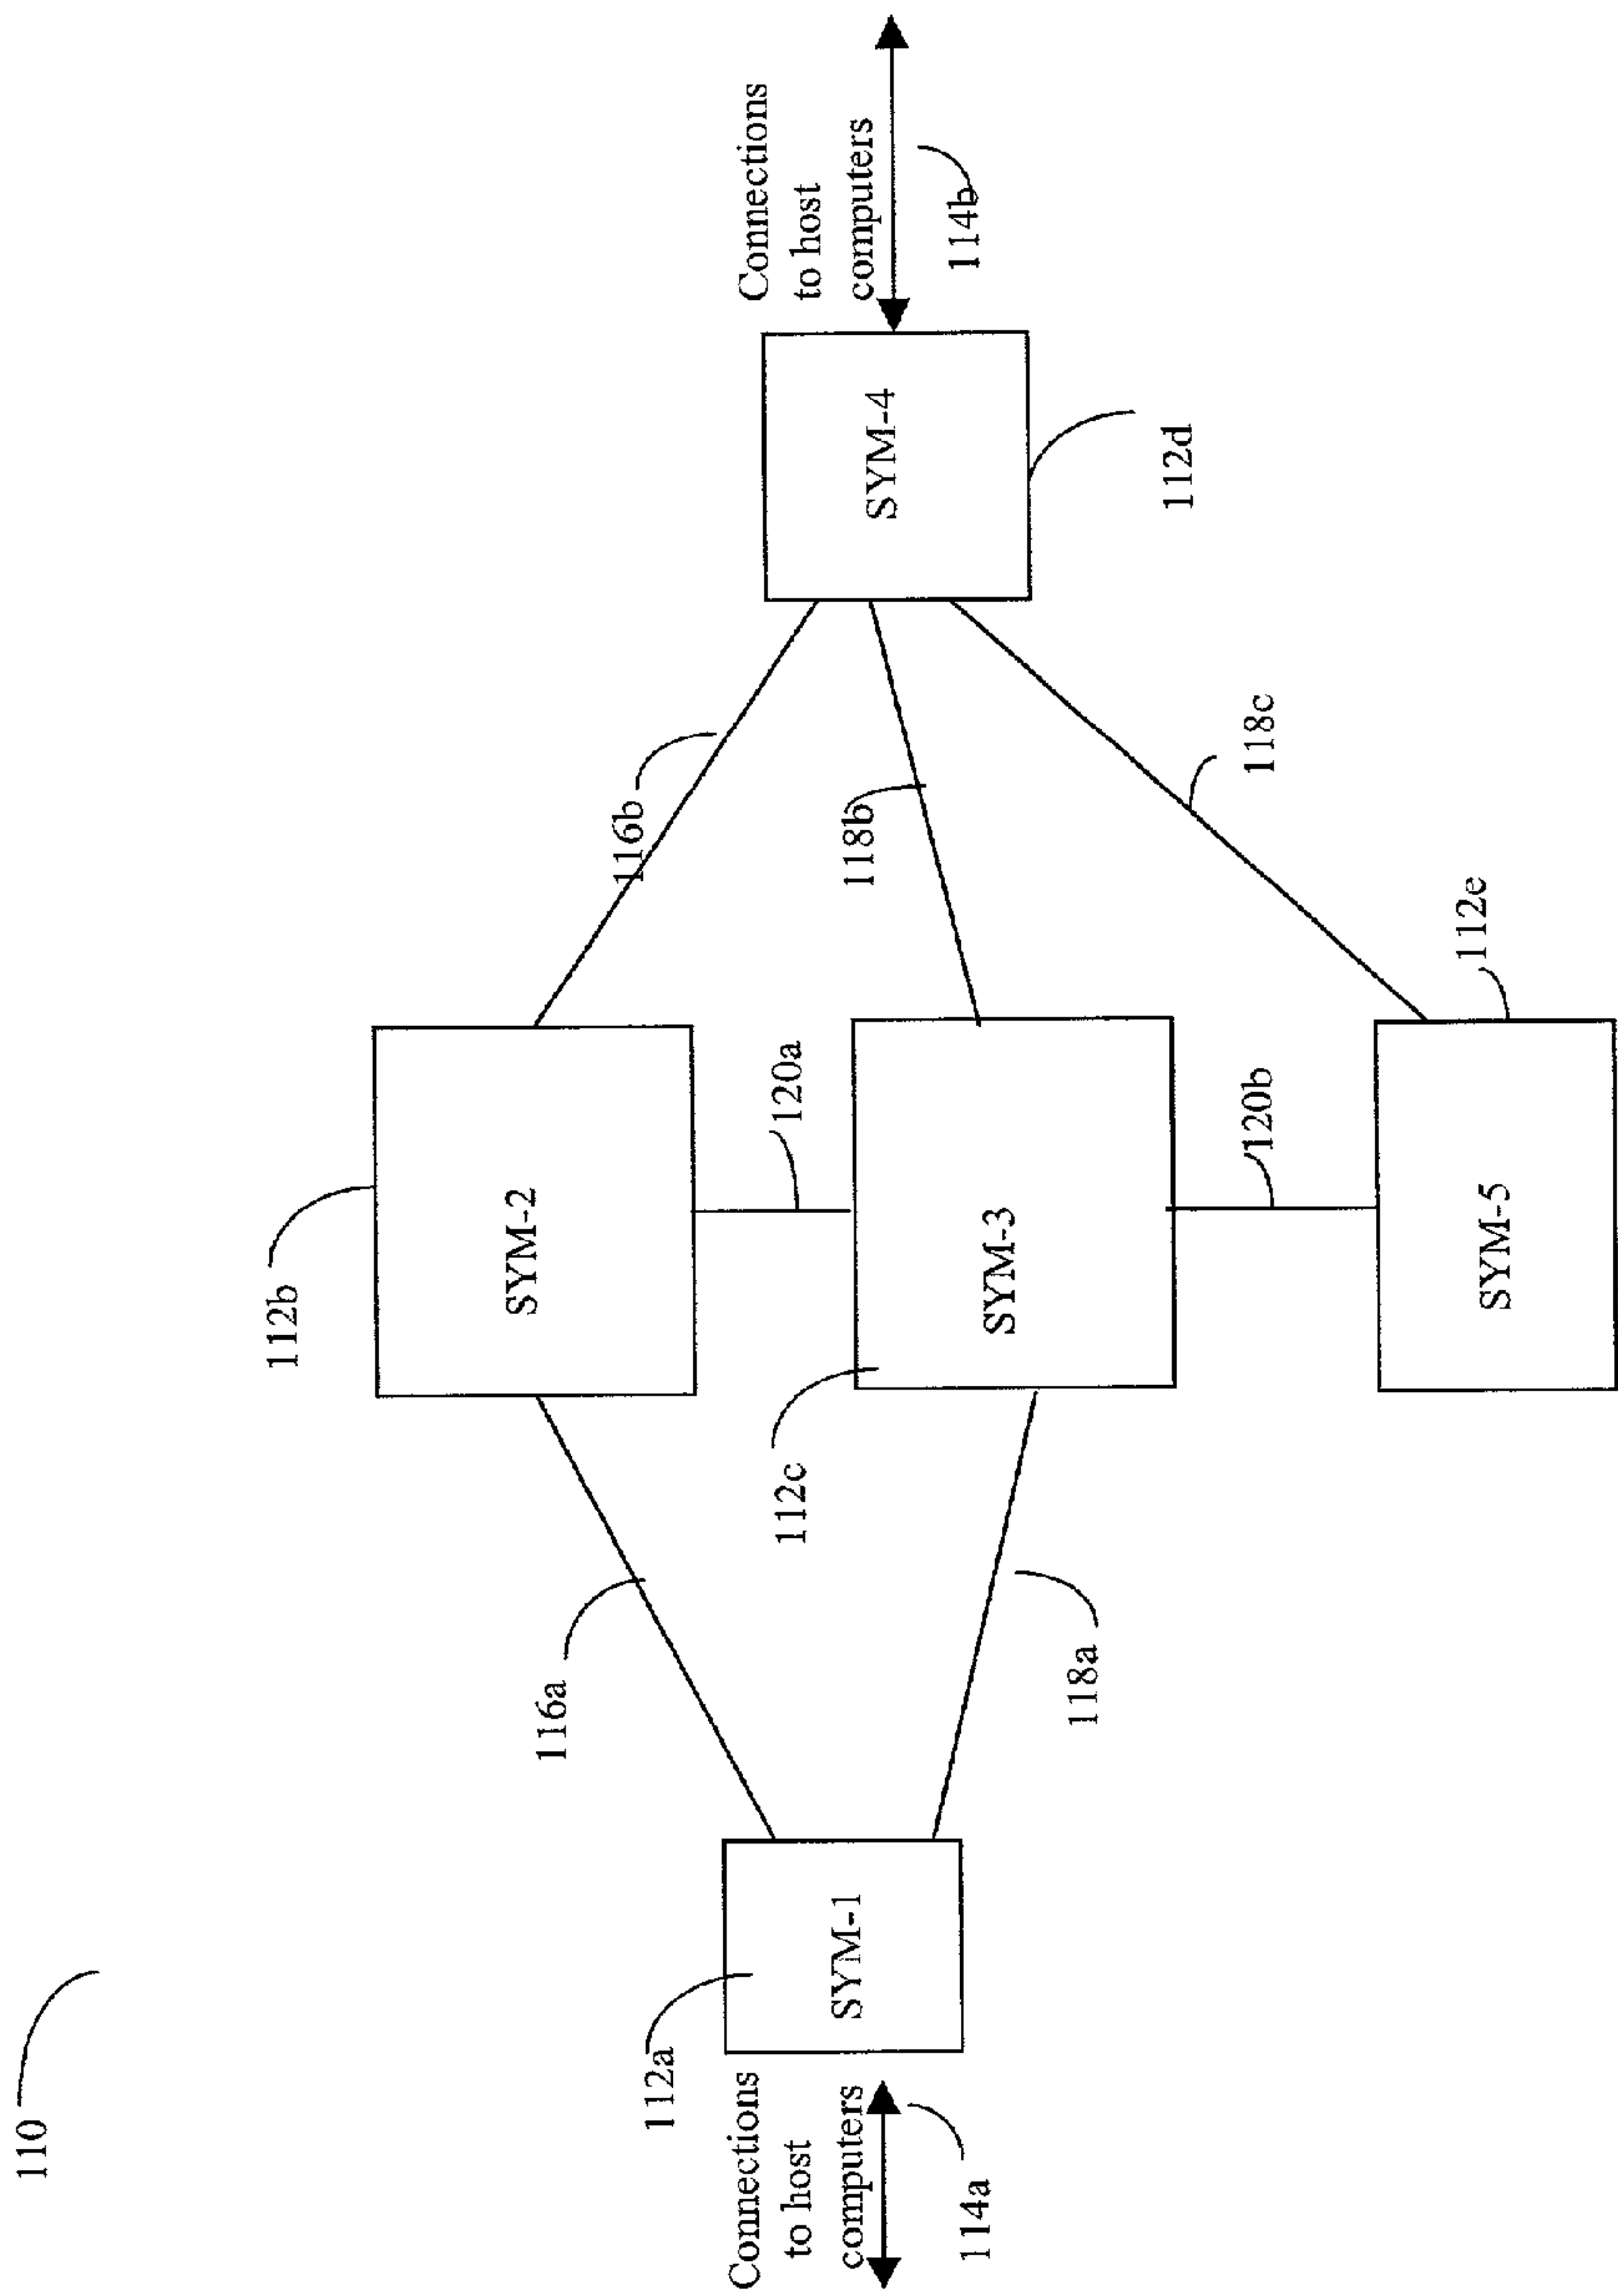 110
112b
SYM-2
116a
116b
120a
Connections
to host
computers
114a
112a
SYM-1
112c
SYM-3
118a
118b
Connections
to host
computers
114b
SYM-4
112d
120b
118c
SYM-5
112e